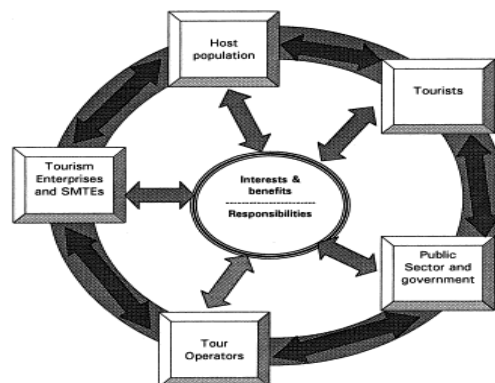 Host
population
Tourists
Tourism
Enterprises
and SMTEs
Interests &
benefits
Responsibilities
Public
Sector and
government
Tour
Operators